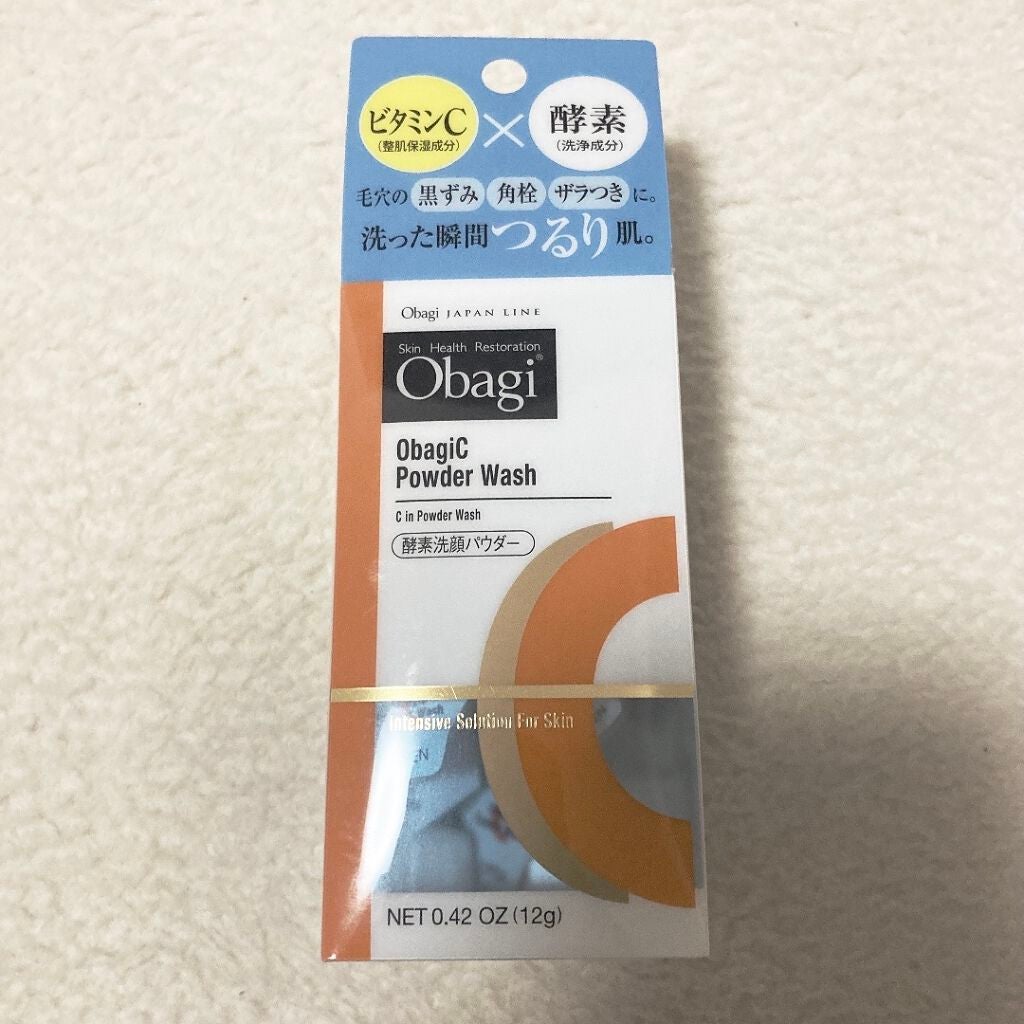 ビタミンC × 酵素
(整肌保湿成分) (洗浄成分)
毛穴の 黒ずみ 角栓 ザラつき に。
洗った瞬間つるり肌。
Obagi JAPAN LINE
Skin Health Restoration
Obagi®
ObagiC
Powder Wash
C in Powder Wash
酵素洗顔パウダー
Intensive Solution For Skin
EN
NET 0.42 OZ (12g)